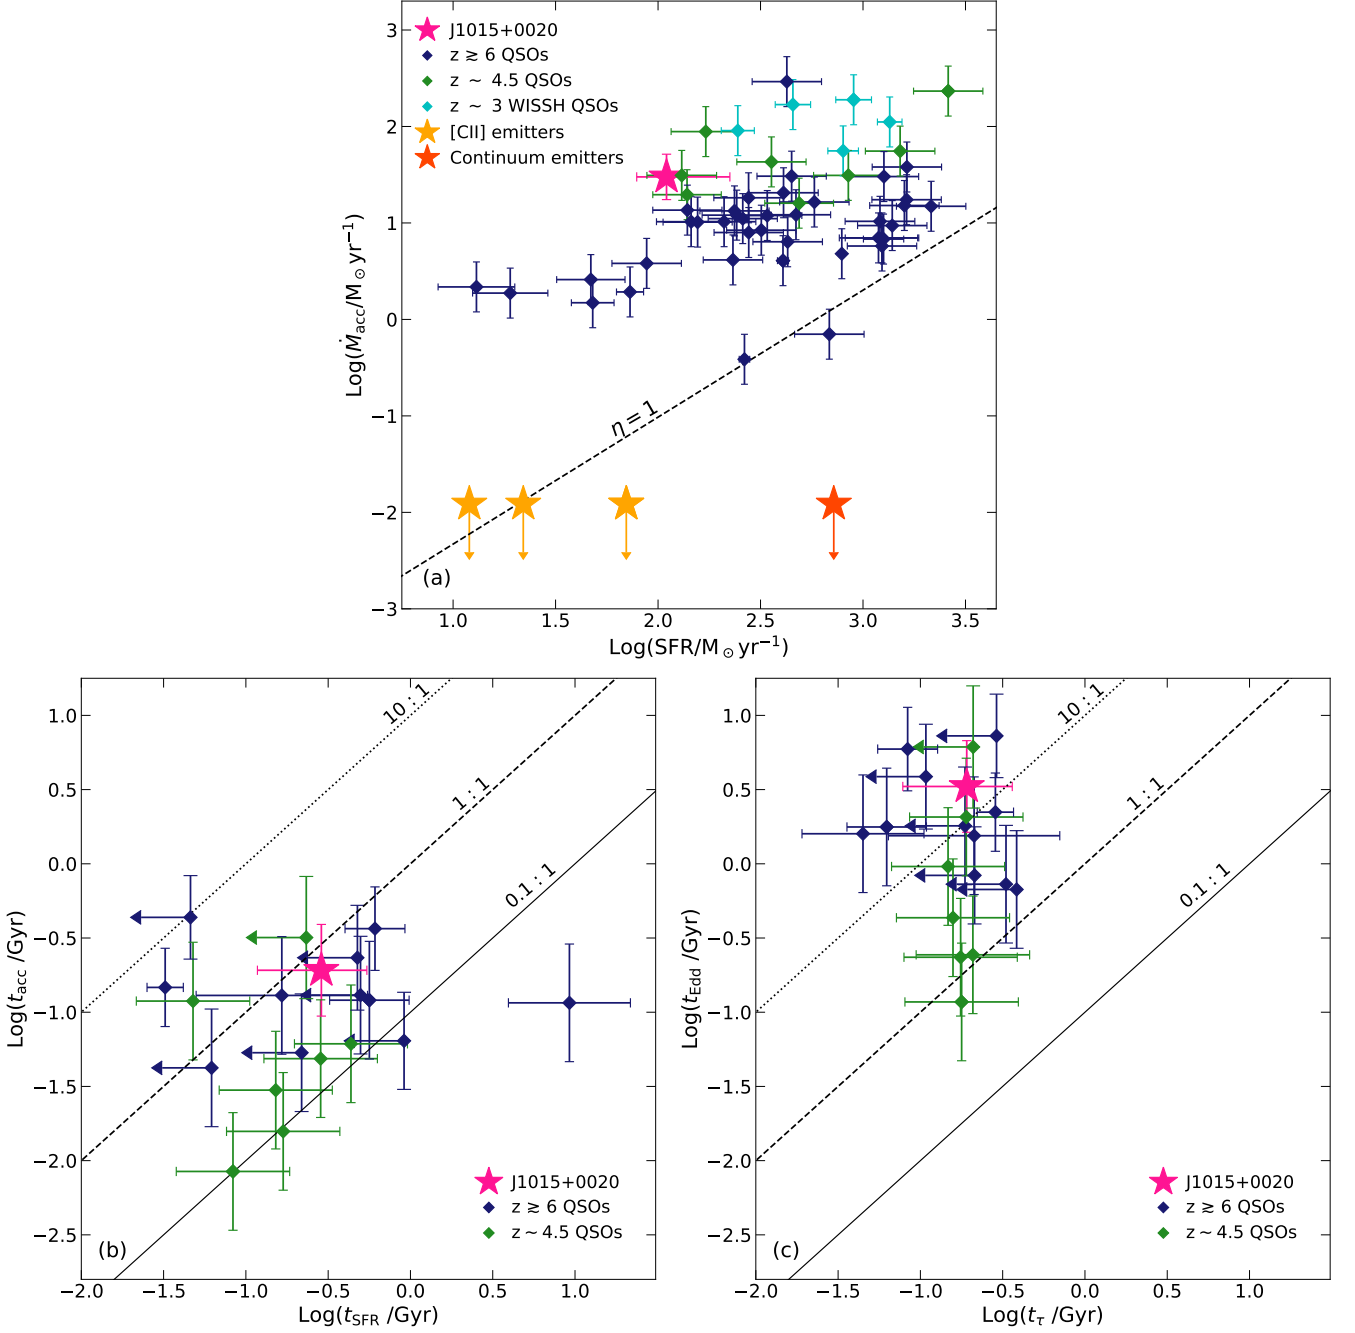 3
2
1
0
−1
−2
−3
Log(Ṁacc/M⊙yr−1)
J1015+0020
z ≳ 6 QSOs
z ∼ 4.5 QSOs
z ∼ 3 WISSH QSOs
[CII] emitters
Continuum emitters
η = 1
(a)
1.0 1.5 2.0 2.5 3.0 3.5
Log(SFR/M⊙yr−1)
1.0
0.5
0.0
−0.5
−1.0
−1.5
−2.0
−2.5
Log(tacc /Gyr)
10 : 1
1 : 1
0.1 : 1
J1015+0020
z ≳ 6 QSOs
z ∼ 4.5 QSOs
(b)
−2.0 −1.5 −1.0 −0.5 0.0 0.5 1.0
Log(tSFR /Gyr)
1.0
0.5
0.0
−0.5
−1.0
−1.5
−2.0
−2.5
Log(tEdd /Gyr)
10 : 1
1 : 1
0.1 : 1
J1015+0020
z ≳ 6 QSOs
z ∼ 4.5 QSOs
(c)
−2.0 −1.5 −1.0 −0.5 0.0 0.5 1.0
Log(tτ /Gyr)